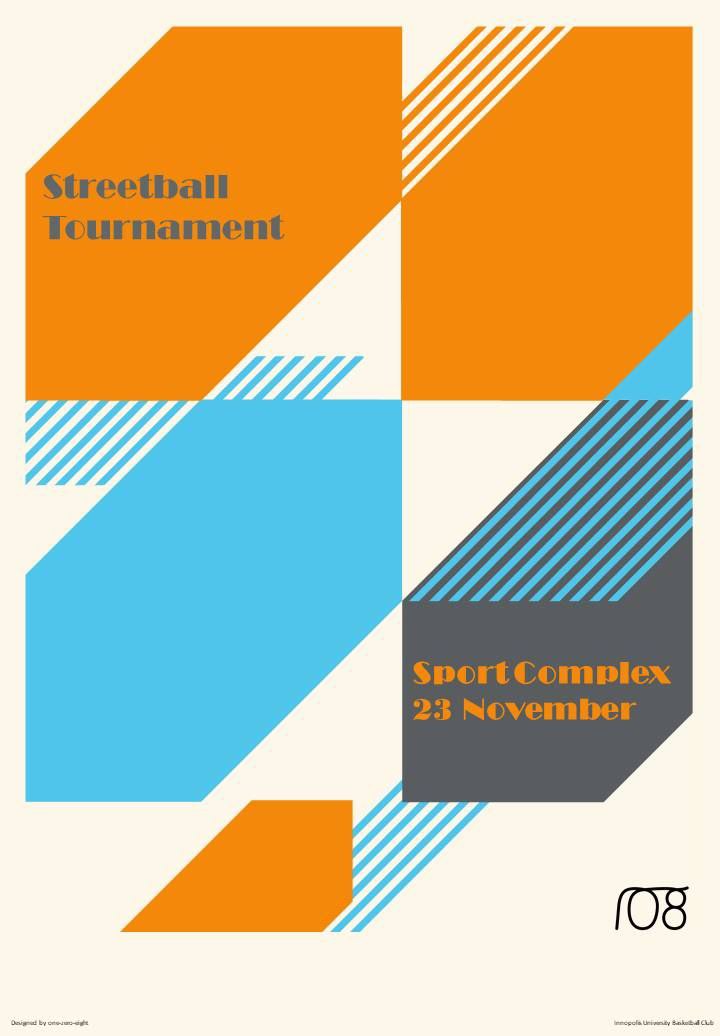 Streetball
Tournament
Sport Complex
23 November
108
Designed by one-zero-eight
Innopolis University Basketball Club